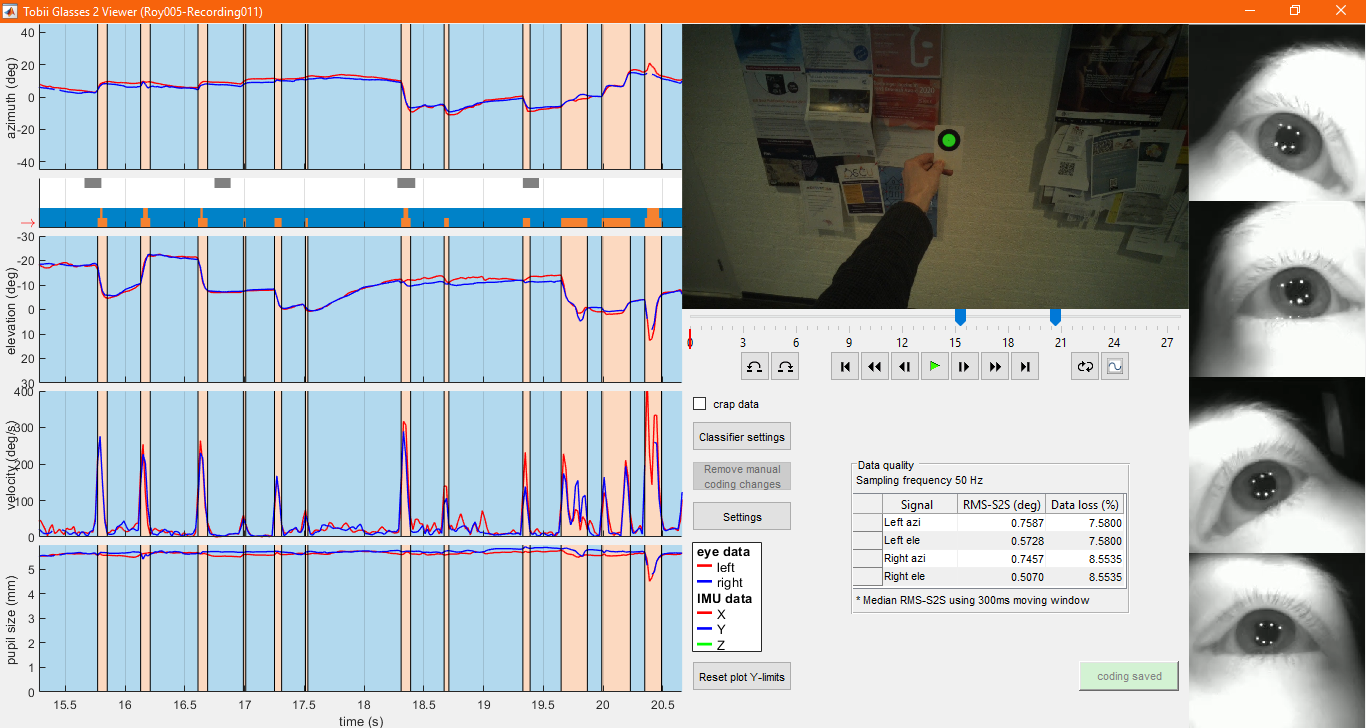 Tobii Glasses 2 Viewer (Roy005-Recording011)
40
20
0
-20
-40
azimuth (deg)
-30
-20
-10
0
10
20
30
elevation (deg)
400
300
200
100
0
velocity (deg/s)
5
4
3
2
1
0
pupil size (mm)
15.5 16 16.5 17 17.5 18 18.5 19 19.5 20 20.5
time (s)
0 3 6 9 12 15 18 21 24 27
crap data
Classifier settings
Remove manual
coding changes
Settings
eye data
left
right
IMU data
X
Y
Z
Reset plot Y-limits
Data quality
Sampling frequency 50 Hz
Signal RMS-S2S (deg) Data loss (%)
Left azi 0.7587 7.5800
Left ele 0.5728 7.5800
Right azi 0.7457 8.5535
Right ele 0.5070 8.5535
* Median RMS-S2S using 300ms moving window
coding saved